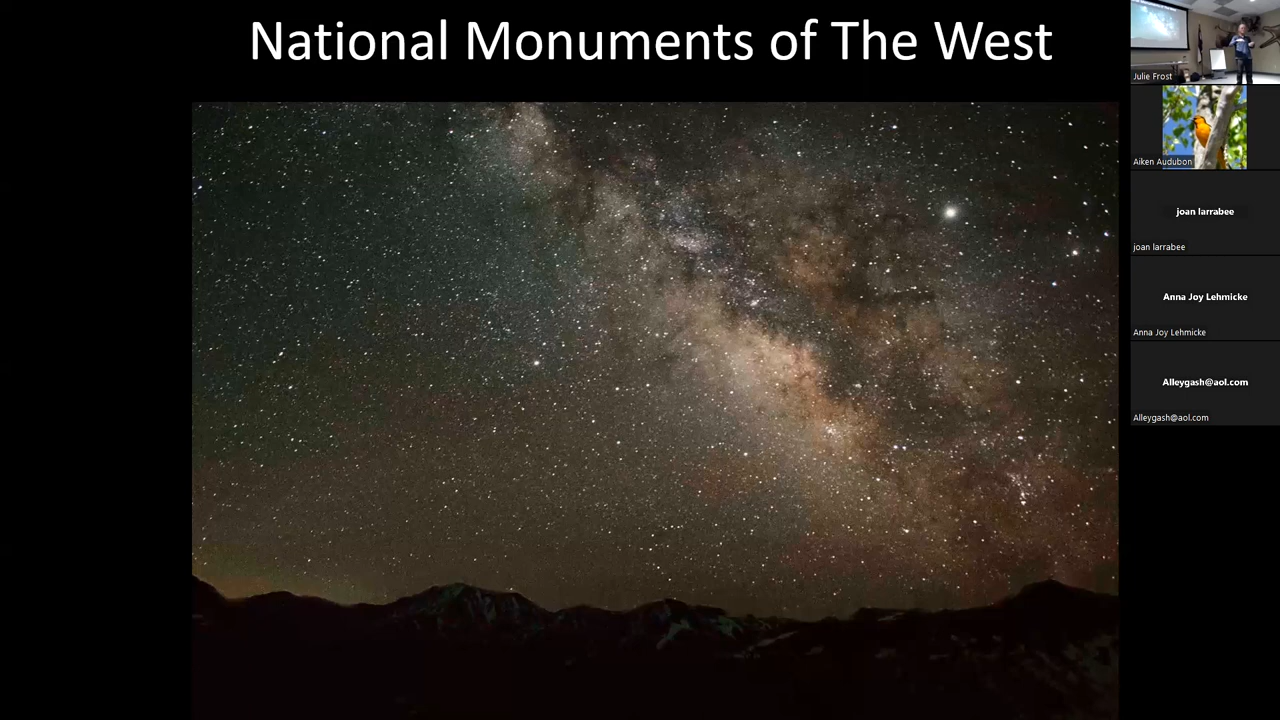 National Monuments of The West
Julie Frost
Aiken Audubon
joan larrabee
joan larrabee
Anna Joy Lehmicke
Anna Joy Lehmicke
Alleygash@aol.com
Alleygash@aol.com